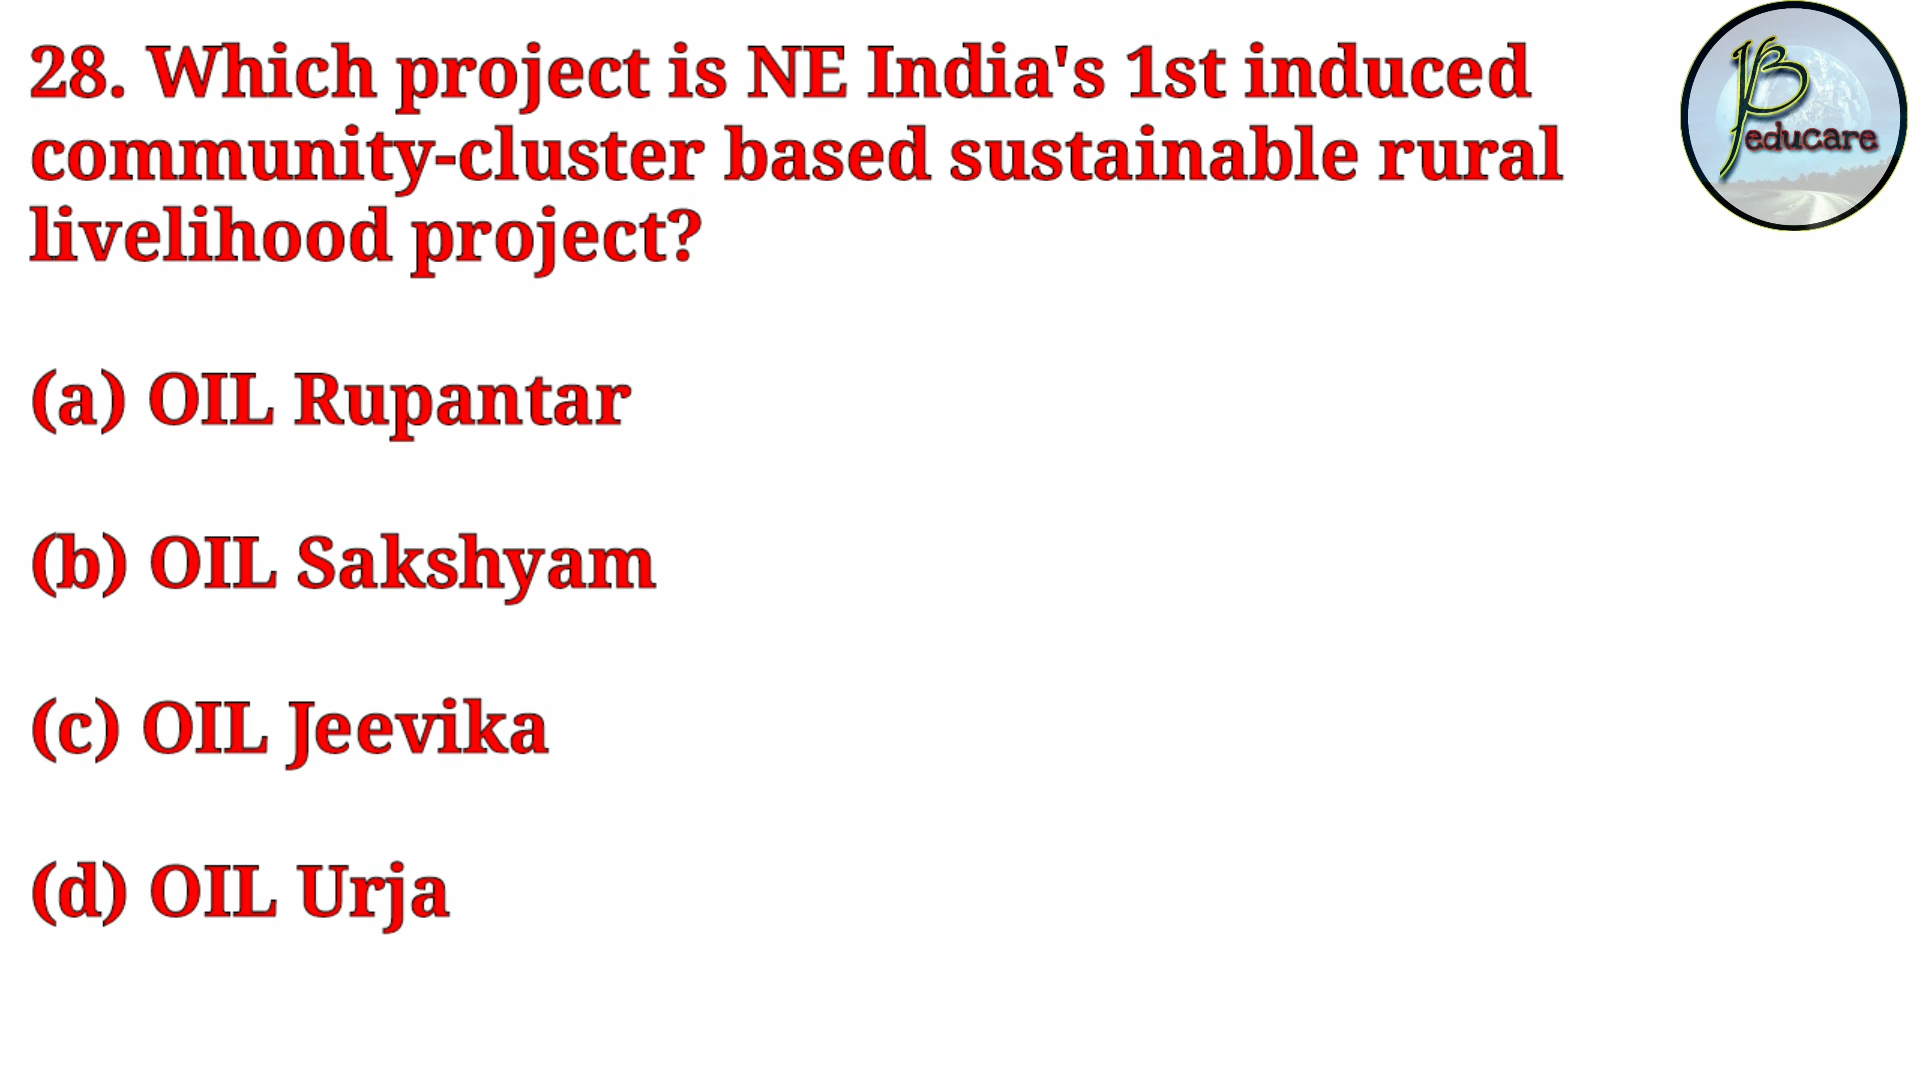 28. Which project is NE India's 1st induced
community-cluster based sustainable rural
livelihood project?
(a) OIL Rupantar
(b) OIL Sakshyam
(c) OIL Jeevika
(d) OIL Urja
educare